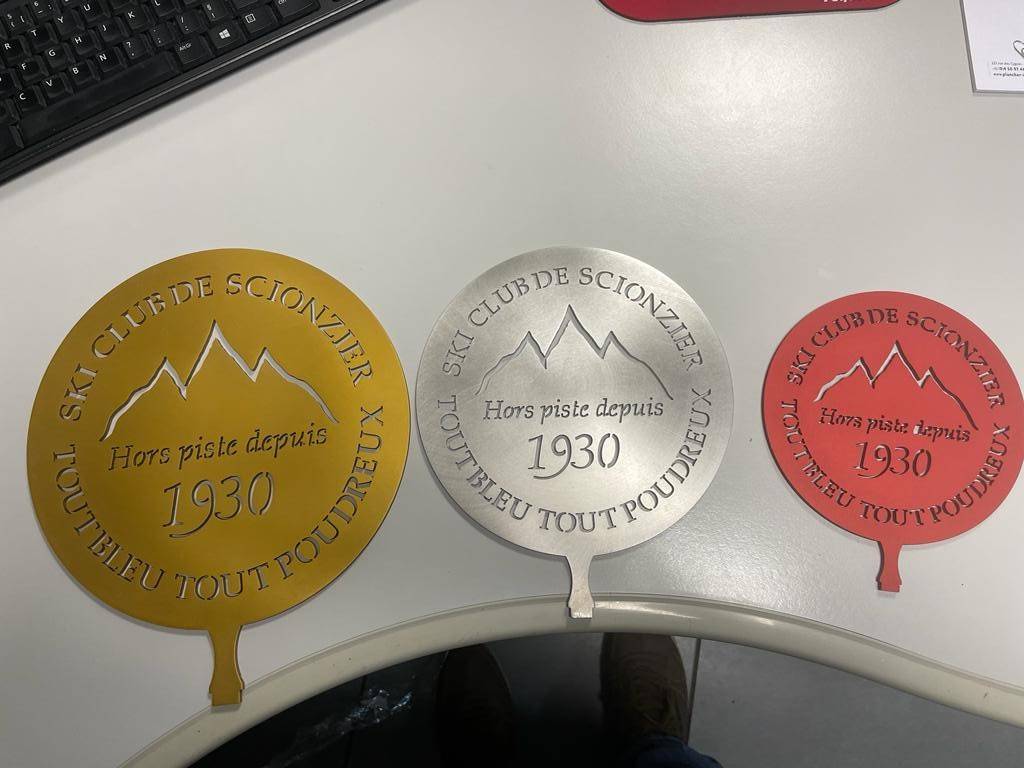 SKI CLUB DE SCIONZIER
Hors piste depuis
1930
TOUT BLEU TOUT POUDREUX
SKI CLUB DE SCIONZIER
Hors piste depuis
1930
TOUT BLEU TOUT POUDREUX
SKI CLUB DE SCIONZIER
Hors piste depuis
1930
TOUT BLEU TOUT POUDREUX